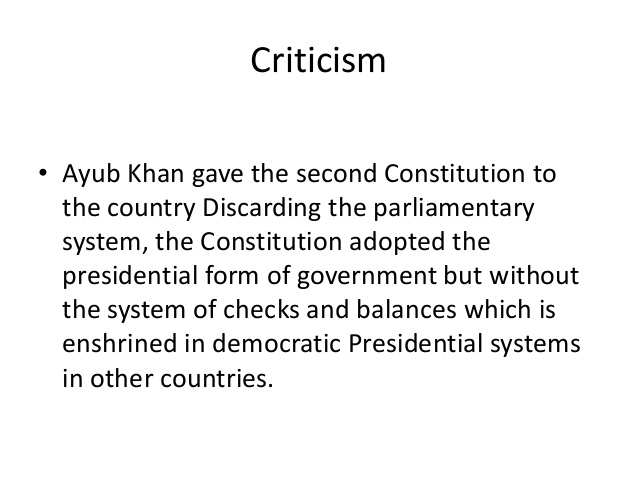 Criticism
• Ayub Khan gave the second Constitution to
the country Discarding the parliamentary
system, the Constitution adopted the
presidential form of government but without
the system of checks and balances which is
enshrined in democratic Presidential systems
in other countries.